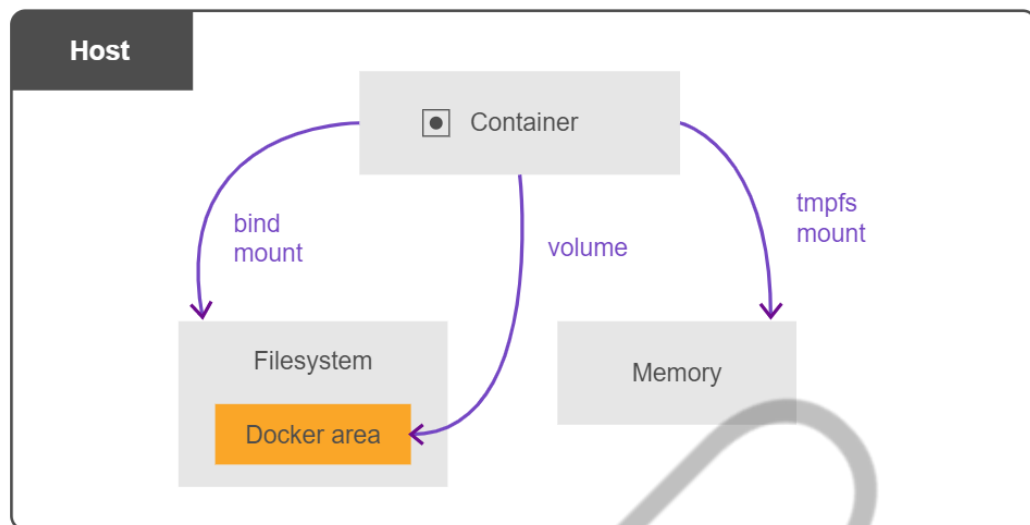 Host
Container
bind
mount
volume
tmpfs
mount
Filesystem
Memory
Docker area